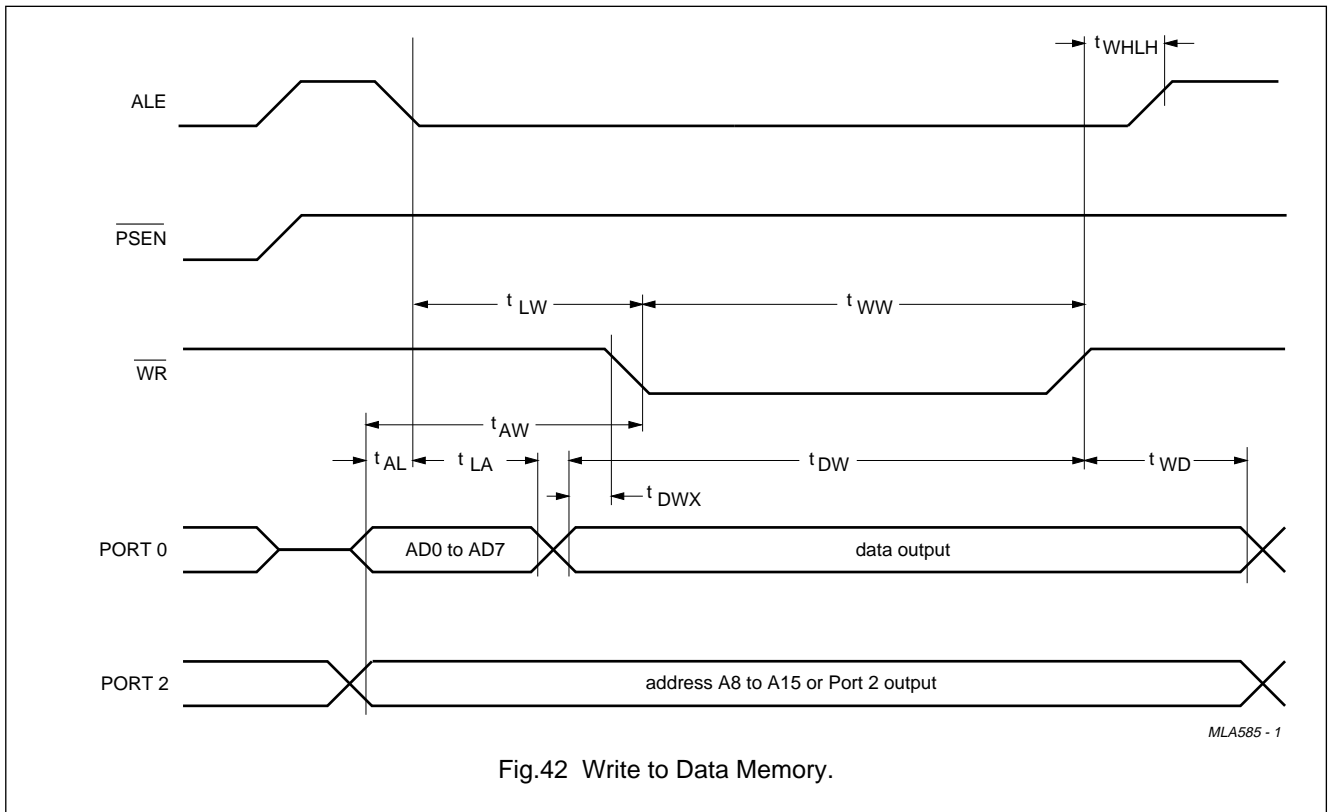 t WHLH
ALE
PSEN
t LW
t WW
WR
t AW
t AL
t LA
t DW
t WD
t DWX
PORT 0
AD0 to AD7
data output
PORT 2
address A8 to A15 or Port 2 output
MLA585 - 1
Fig.42 Write to Data Memory.